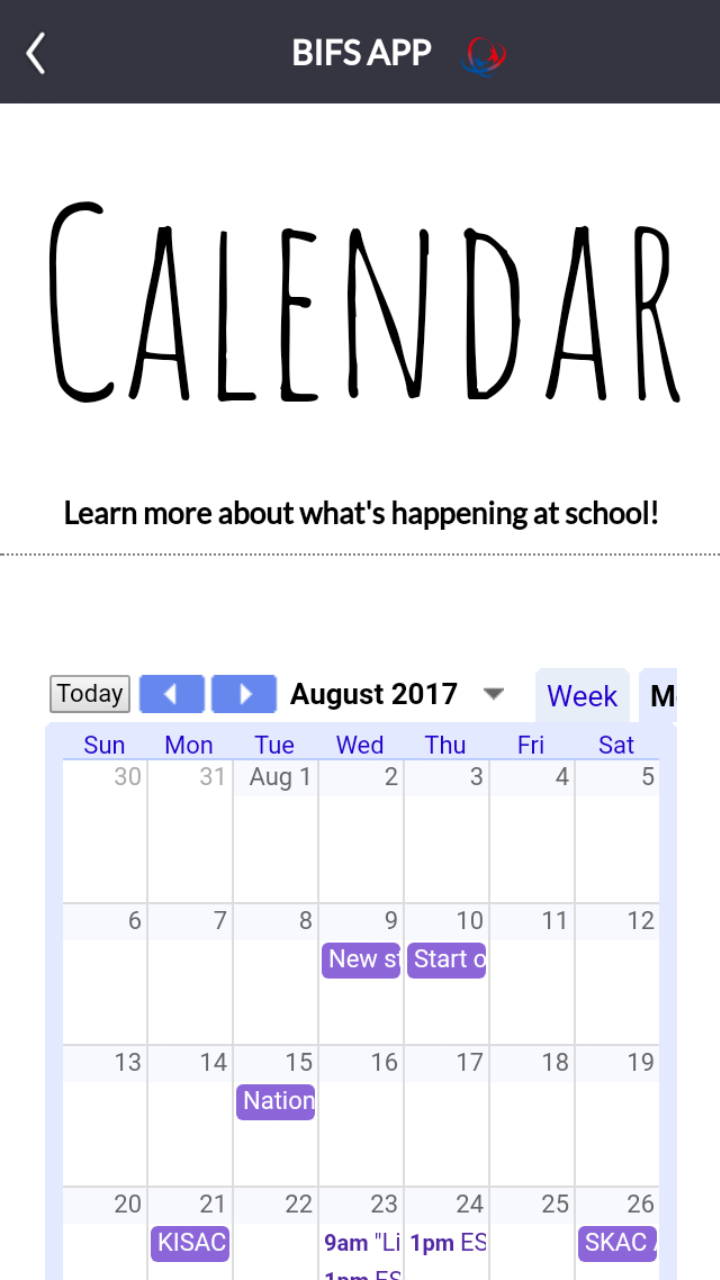 BIFS APP
CALENDAR
Learn more about what's happening at school!
Today August 2017 Week
Sun Mon Tue Wed Thu Fri Sat
30 31 Aug 1 2 3 4 5
6 7 8 9 10 11 12
New Start
13 14 15 16 17 18 19
Nation
20 21 22 23 24 25 26
KISAC 9am "Li 1pm ES SKAC
1pm ES